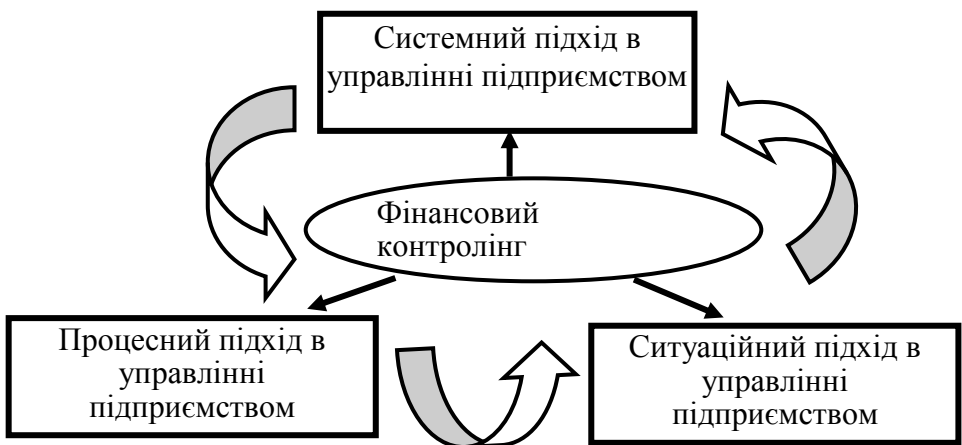 Системний підхід в
управлінні підприємством
Фінансовий
контролінг
Процесний підхід в
управлінні
підприємством
Ситуаційний підхід в
управлінні
підприємством